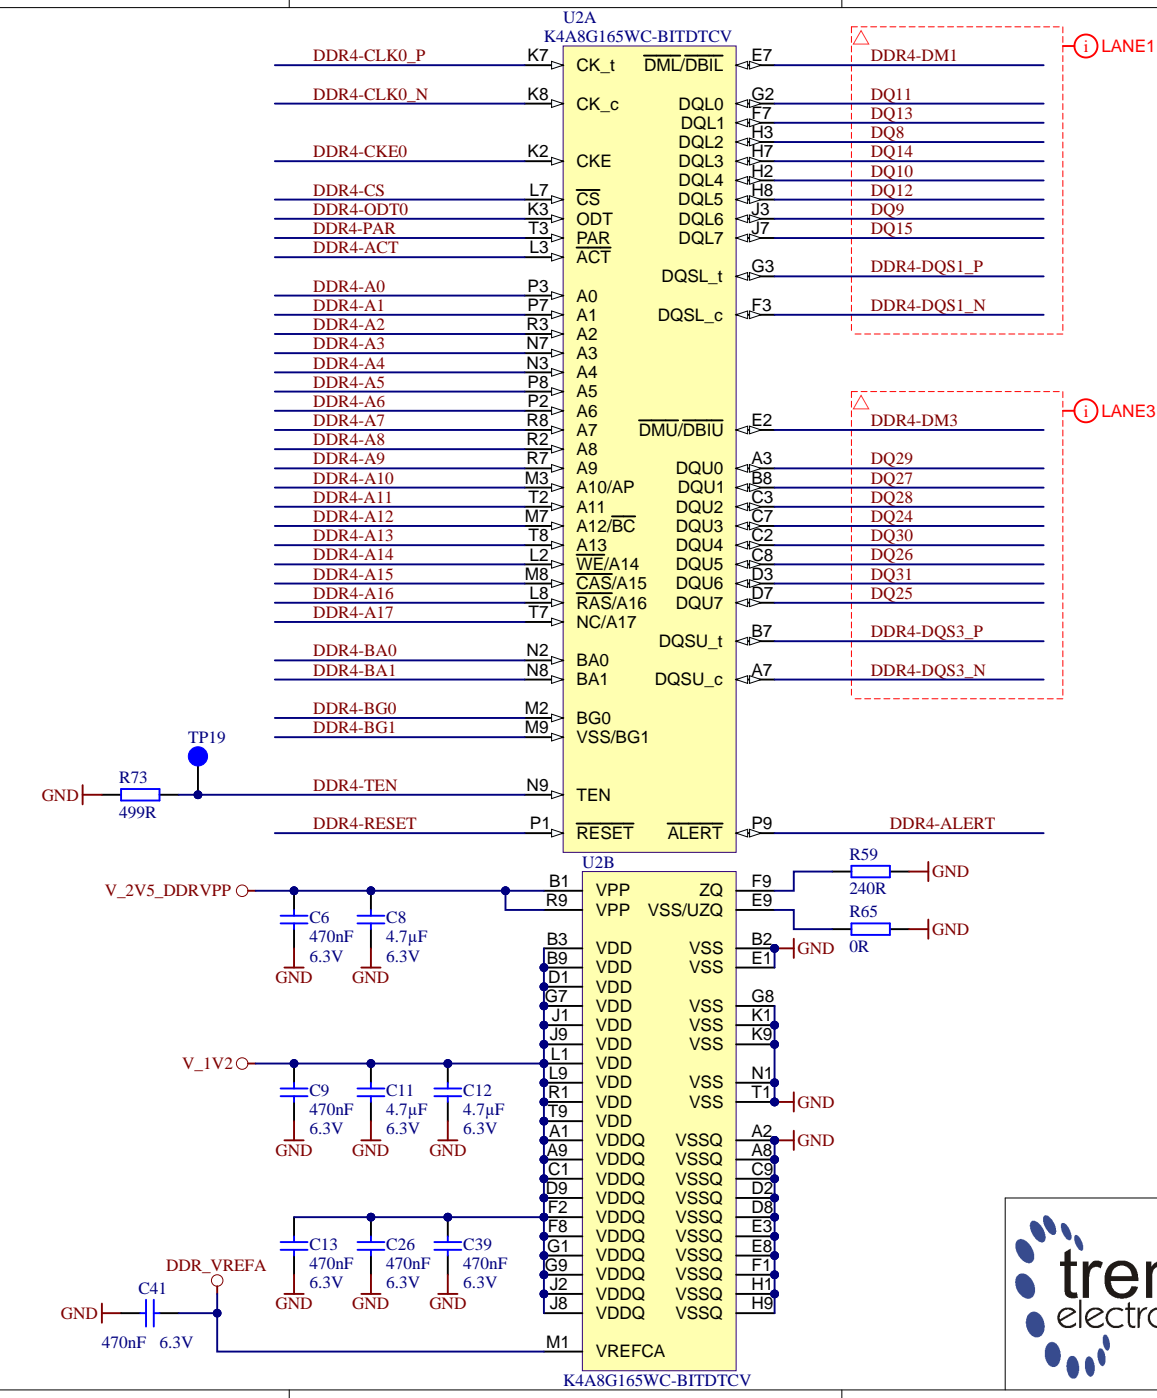 U2A
K4A8G165WC-BITDTCV
DDR4-CLK0_P K7 CK_t DML/DBIL E7 DDR4-DM1
LANE1
DDR4-CLK0_N K8 CK_c DQL0 G2 DQ11
DQL1 F7 DQ13
DQL2 H3 DQ8
DDR4-CKE0 K2 CKE DQL3 H7 DQ14
DQL4 H2 DQ10
DDR4-CS L7 CS DQL5 H8 DQ12
DDR4-ODT0 K3 ODT DQL6 J3 DQ9
DDR4-PAR T3 PAR DQL7 J7 DQ15
DDR4-ACT L3 ACT
DQSL_t G3 DDR4-DQS1_P
DDR4-A0 P3 A0
DDR4-A1 P7 A1 DQSL_c F3 DDR4-DQS1_N
DDR4-A2 R3 A2
DDR4-A3 N7 A3
DDR4-A4 N3 A4
DDR4-A5 P8 A5
DDR4-A6 P2 A6
LANE3
DDR4-A7 R8 A7 DMU/DBIU E2 DDR4-DM3
DDR4-A8 R2 A8
DDR4-A9 R7 A9 DQU0 A3 DQ29
DDR4-A10 M3 A10/AP DQU1 B8 DQ27
DDR4-A11 T2 A11 DQU2 C3 DQ28
DDR4-A12 M7 A12/BC DQU3 C7 DQ24
DDR4-A13 T8 A13 DQU4 C2 DQ30
DDR4-A14 L2 WE/A14 DQU5 C8 DQ26
DDR4-A15 M8 CAS/A15 DQU6 D3 DQ31
DDR4-A16 L8 RAS/A16 DQU7 D7 DQ25
DDR4-A17 T7 NC/A17
DQSU_t B7 DDR4-DQS3_P
DDR4-BA0 N2 BA0
DDR4-BA1 N8 BA1 DQSU_c A7 DDR4-DQS3_N
DDR4-BG0 M2 BG0
DDR4-BG1 M9 VSS/BG1
TP19
R73
GND 499R DDR4-TEN N9 TEN
DDR4-RESET P1 RESET ALERT P9 DDR4-ALERT
U2B
V_2V5_DDRVPP B1 VPP ZQ F9 R59 240R GND
R9 VPP VSS/UZQ E9 R65 0R GND
C6 470nF 6.3V GND
C8 4.7µF 6.3V GND
B3 VDD VSS B2 GND
B9 VDD VSS E1
D1 VDD
G7 VDD VSS G8
J1 VDD VSS K1
J9 VDD VSS K9
V_1V2 L1 VDD
L9 VDD VSS N1
R1 VDD VSS T1 GND
T9 VDD
C9 470nF 6.3V GND
C11 4.7µF 6.3V GND
C12 4.7µF 6.3V GND
A1 VDDQ VSSQ A2 GND
A9 VDDQ VSSQ A8
C1 VDDQ VSSQ C9
D9 VDDQ VSSQ D2
F2 VDDQ VSSQ D8
F8 VDDQ VSSQ E3
G1 VDDQ VSSQ E8
G9 VDDQ VSSQ F1
J2 VDDQ VSSQ H1
J8 VDDQ VSSQ H9
C13 470nF 6.3V GND
C26 470nF 6.3V GND
C39 470nF 6.3V GND
DDR_VREFA
C41
GND
470nF 6.3V
M1 VREFCA
K4A8G165WC-BITDTCV
tren
electro